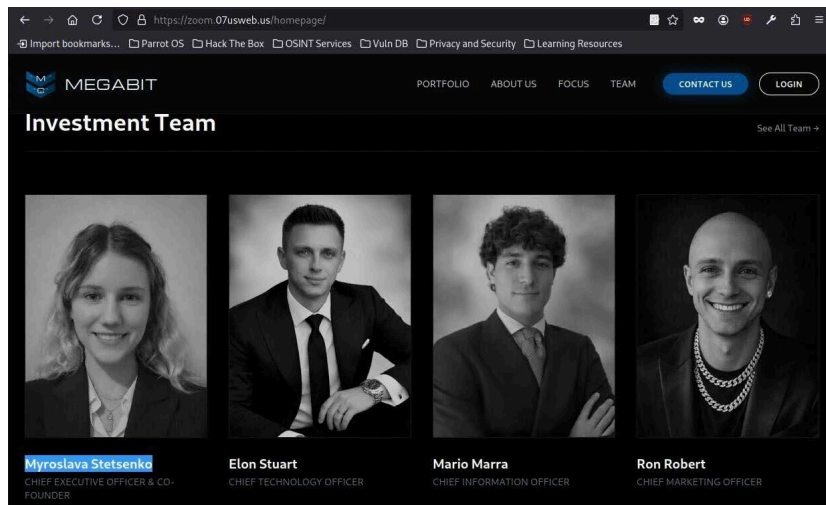 https://zoom.07usweb.us/homepage/
Import bookmarks... Parrot OS Hack The Box OSINT Services Vuln DB Privacy and Security Learning Resources
MEGABIT PORTFOLIO ABOUT US FOCUS TEAM CONTACT US LOGIN
Investment Team
See All Team →
Myroslava Stetsenko Elon Stuart Mario Marra Ron Robert
CHIEF EXECUTIVE OFFICER & CO- CHIEF TECHNOLOGY OFFICER CHIEF INFORMATION OFFICER CHIEF MARKETING OFFICER
FOUNDER